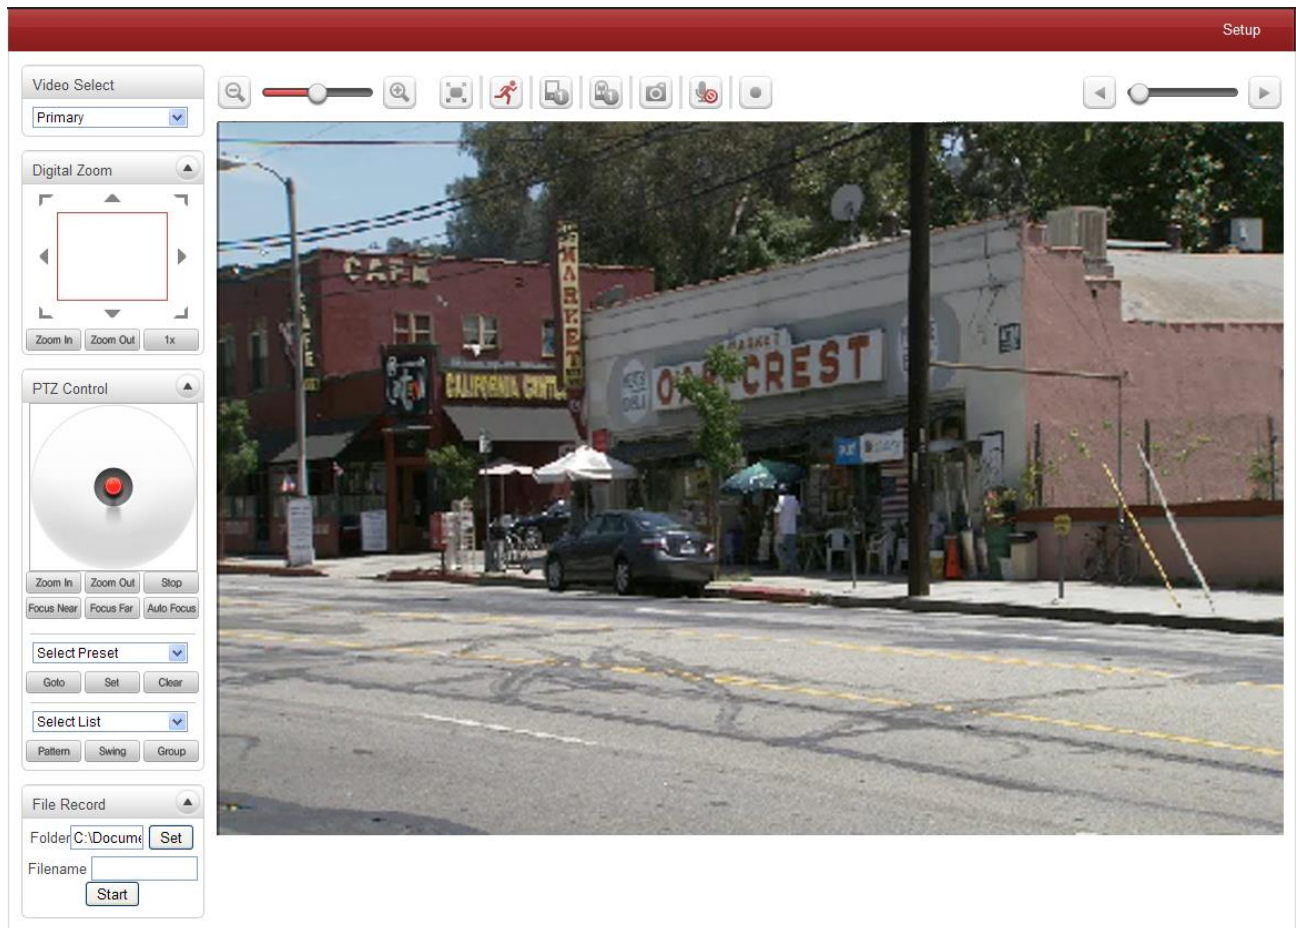 Setup
Video Select
Primary
Digital Zoom
Zoom In Zoom Out 1x
PTZ Control
Zoom In Zoom Out Stop
Focus Near Focus Far Auto Focus
Select Preset
Goto Set Clear
Select List
Pattern Swing Group
File Record
Folder C:\Docume Set
Filename
Start
CAFE
MARKET
CALIFORNIA
MARKET
CREST